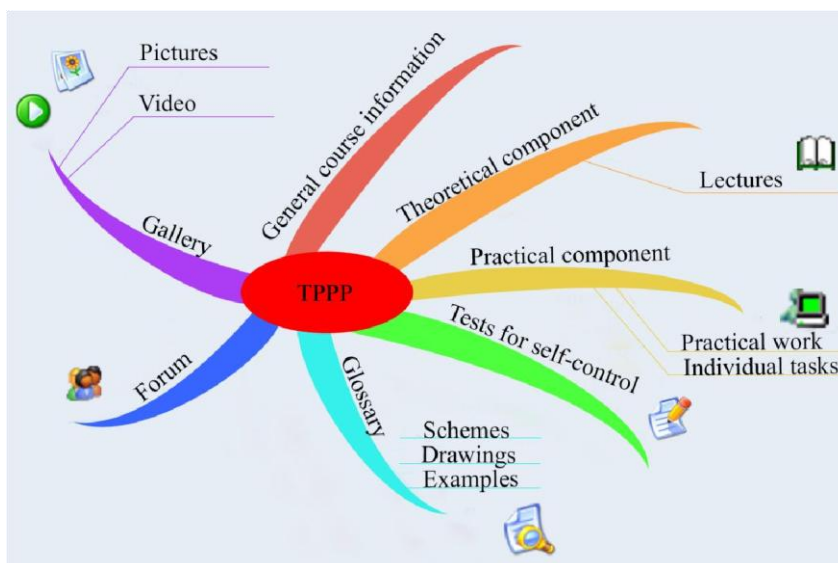 Pictures
Video
Gallery
General course information
Theoretical component
Lectures
TPPP
Practical component
Practical work
Individual tasks
Tests for self-control
Forum
Glossary
Schemes
Drawings
Examples